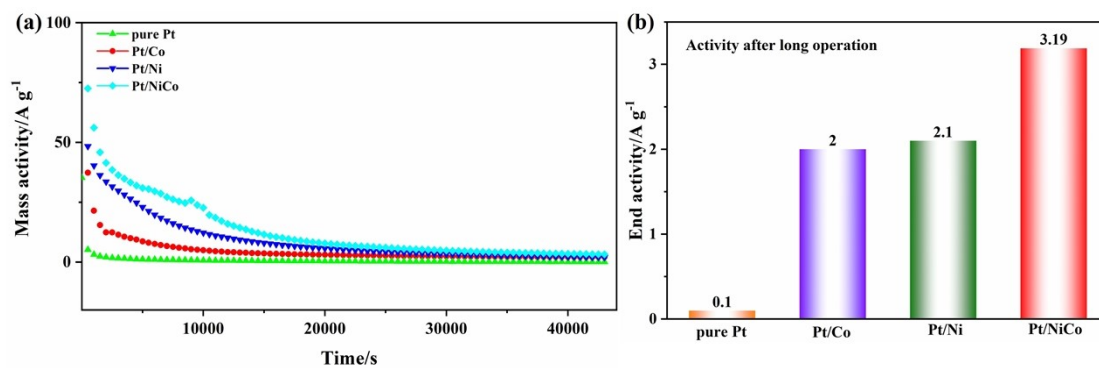 (a)
100
50
0
Mass activity/A g⁻¹
pure Pt
Pt/Co
Pt/Ni
Pt/NiCo
10000 20000 30000 40000
Time/s
(b)
Activity after long operation
3
2
1
0
End activity/A g⁻¹
0.1
2
2.1
3.19
pure Pt Pt/Co Pt/Ni Pt/NiCo